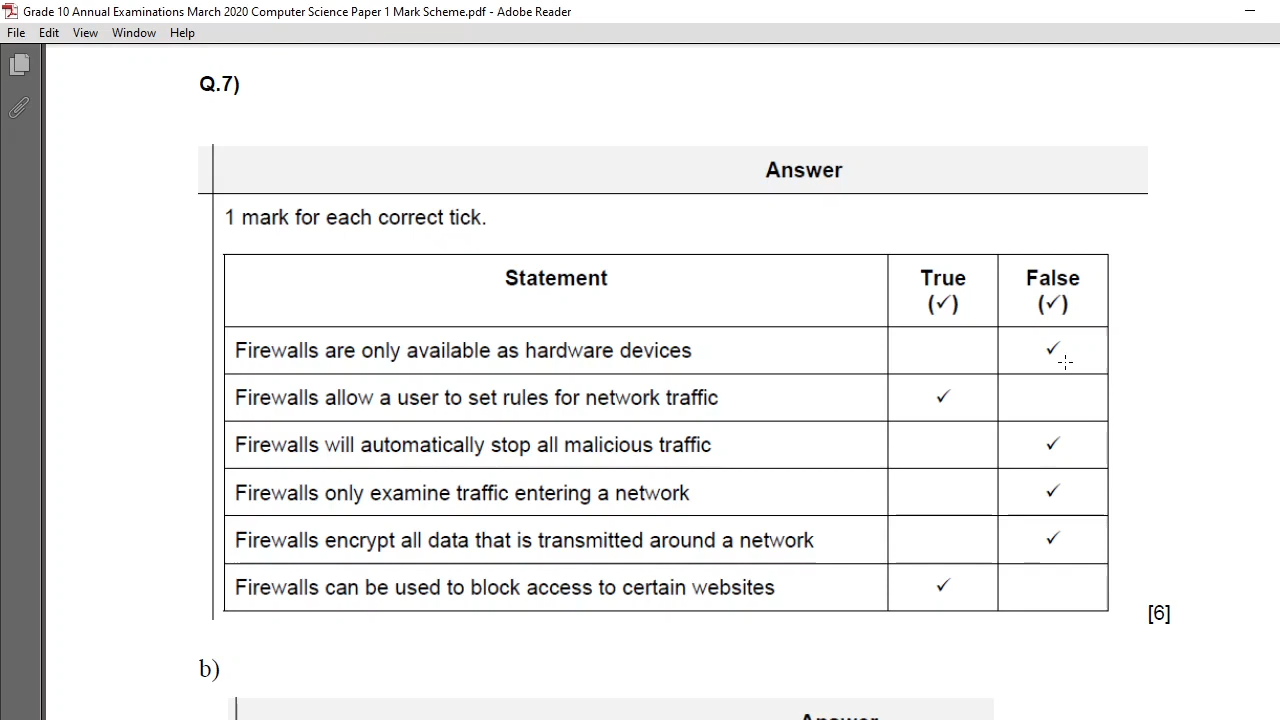 Grade 10 Annual Examinations March 2020 Computer Science Paper 1 Mark Scheme.pdf - Adobe Reader
File Edit View Window Help
Q.7)
Answer
1 mark for each correct tick.
Statement True False
(✓) (✓)
Firewalls are only available as hardware devices ✓
Firewalls allow a user to set rules for network traffic ✓
Firewalls will automatically stop all malicious traffic ✓
Firewalls only examine traffic entering a network ✓
Firewalls encrypt all data that is transmitted around a network ✓
Firewalls can be used to block access to certain websites ✓
[6]
b)
Answer